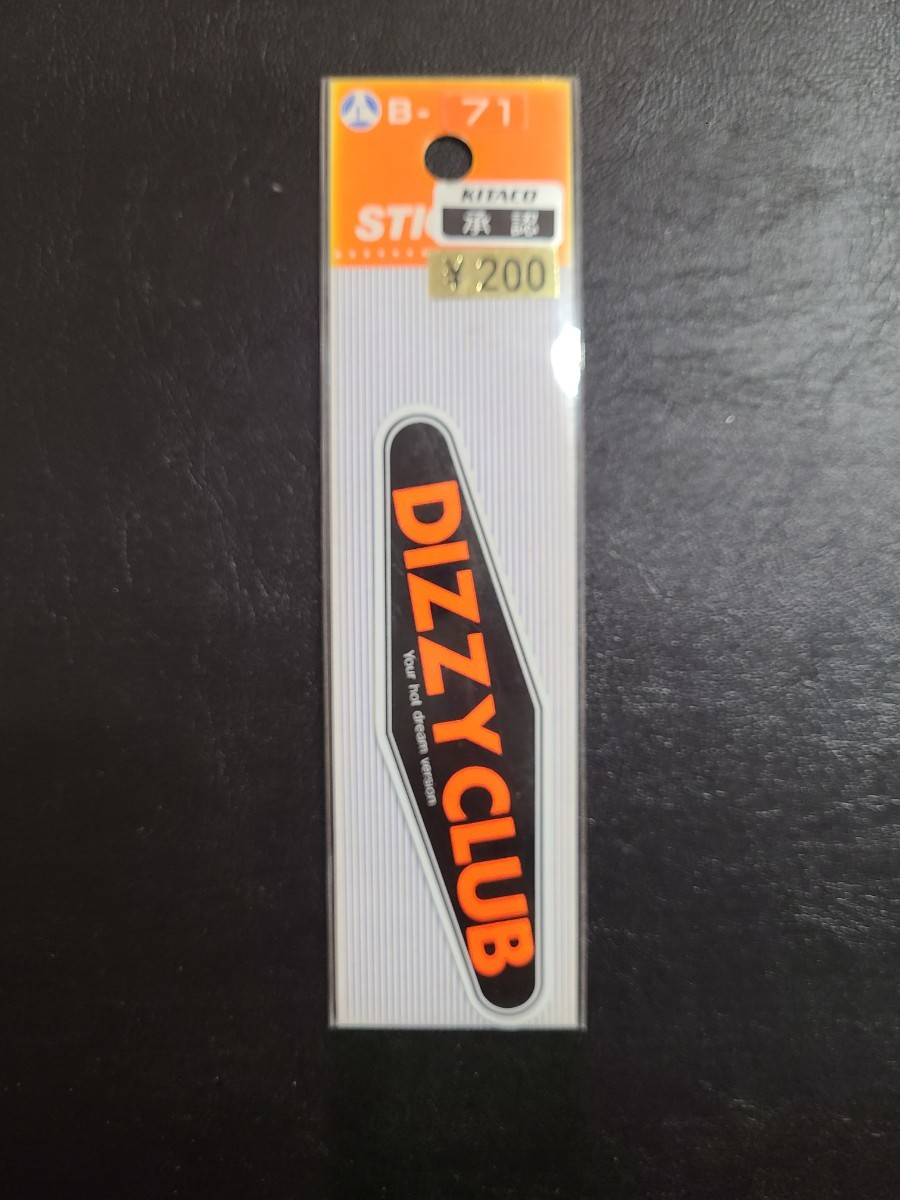 B- 71
KITACO
承認
STIC
¥200
DIZZY CLUB
Your hot dream version